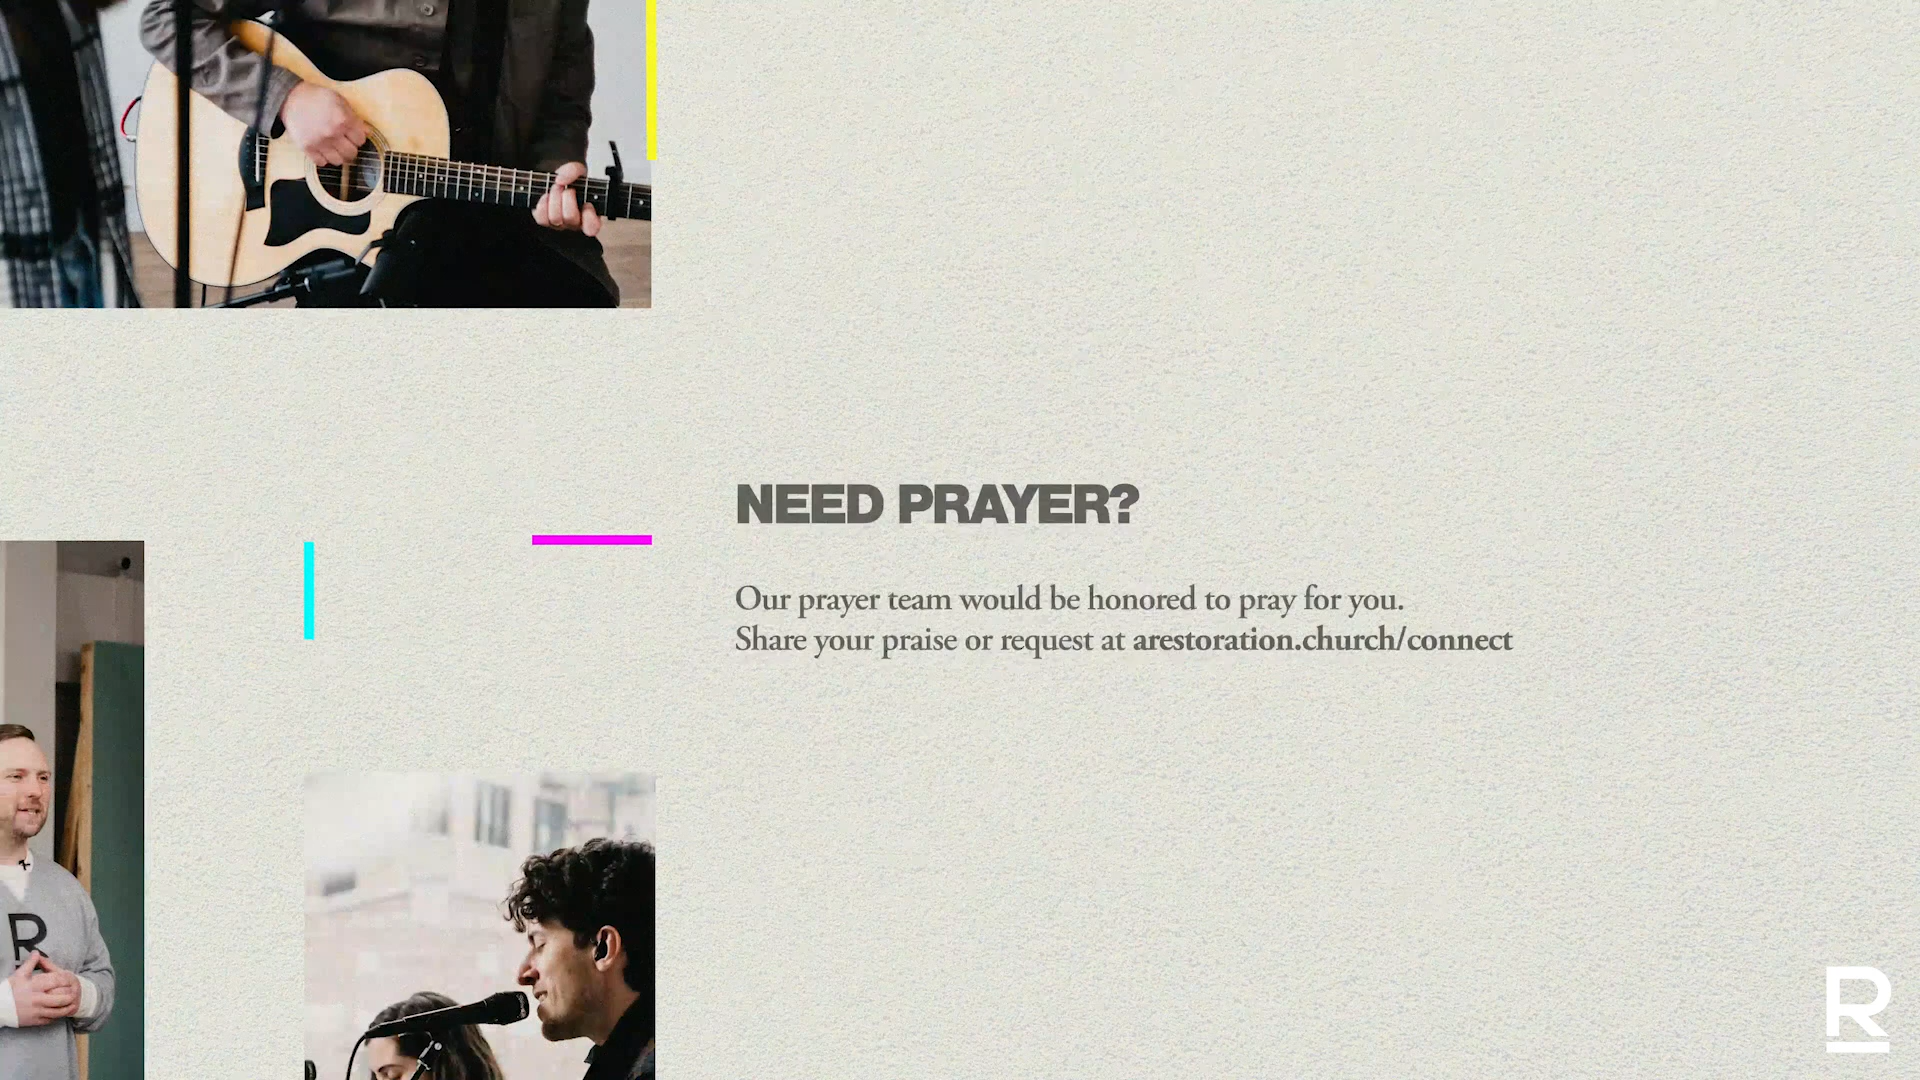 NEED PRAYER?
Our prayer team would be honored to pray for you.
Share your praise or request at arestoration.church/connect
R
R